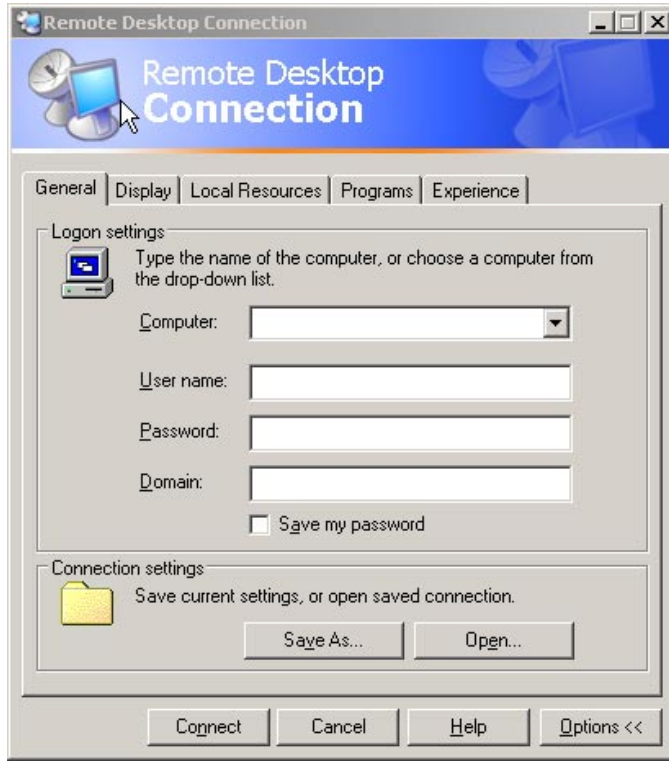 Remote Desktop Connection
Remote Desktop
Connection
General Display Local Resources Programs Experience
Logon settings
Type the name of the computer, or choose a computer from
the drop-down list.
Computer:
User name:
Password:
Domain:
Save my password
Connection settings
Save current settings, or open saved connection.
Save As... Open...
Connect Cancel Help Options <<